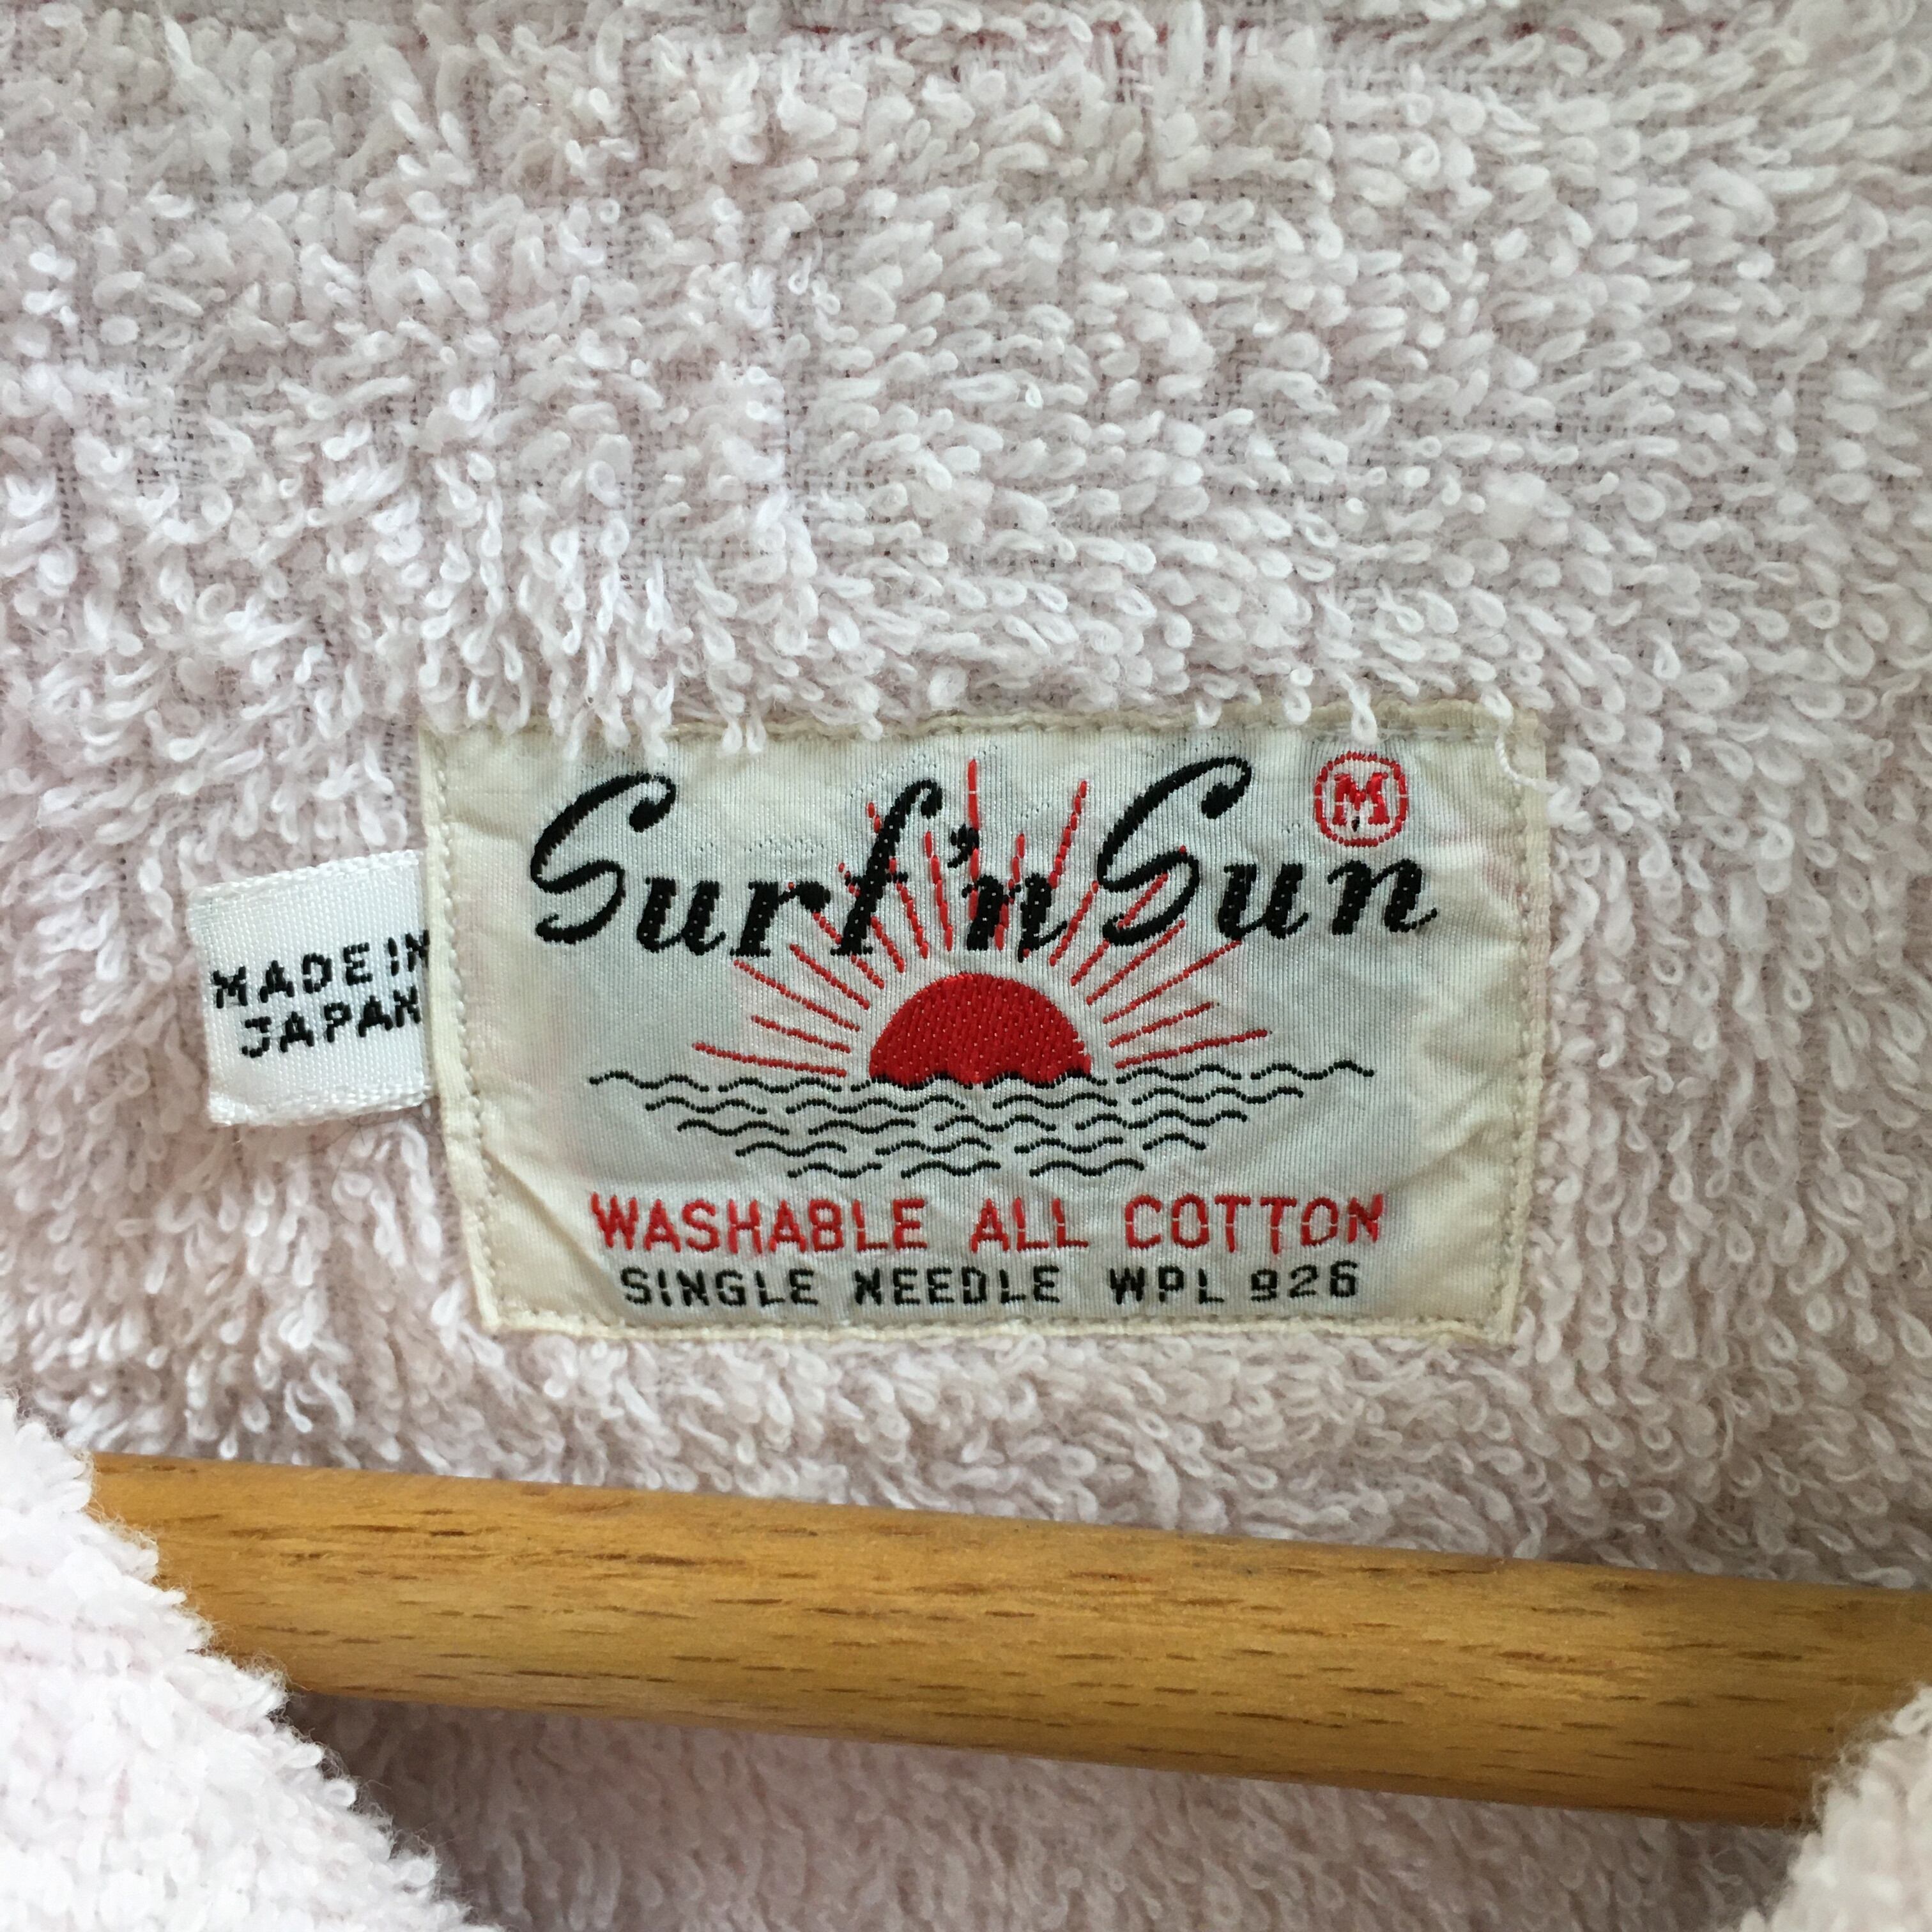 Surf'n Sun
M
MADE IN
JAPAN
WASHABLE ALL COTTON
SINGLE NEEDLE WPL 926